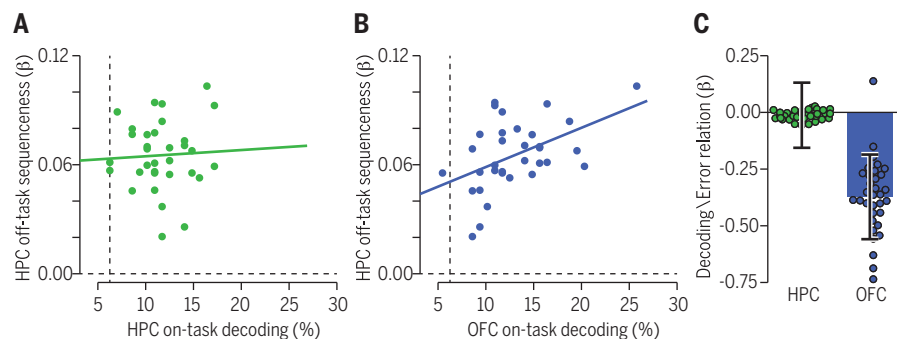 A
HPC off-task sequenceness (β)
0.12
0.06
0.00
5 10 15 20 25 30
HPC on-task decoding (%)
B
HPC off-task sequenceness (β)
0.12
0.06
0.00
5 10 15 20 25 30
OFC on-task decoding (%)
C
Decoding\Error relation (β)
0.25
0.00
-0.25
-0.50
-0.75
HPC OFC